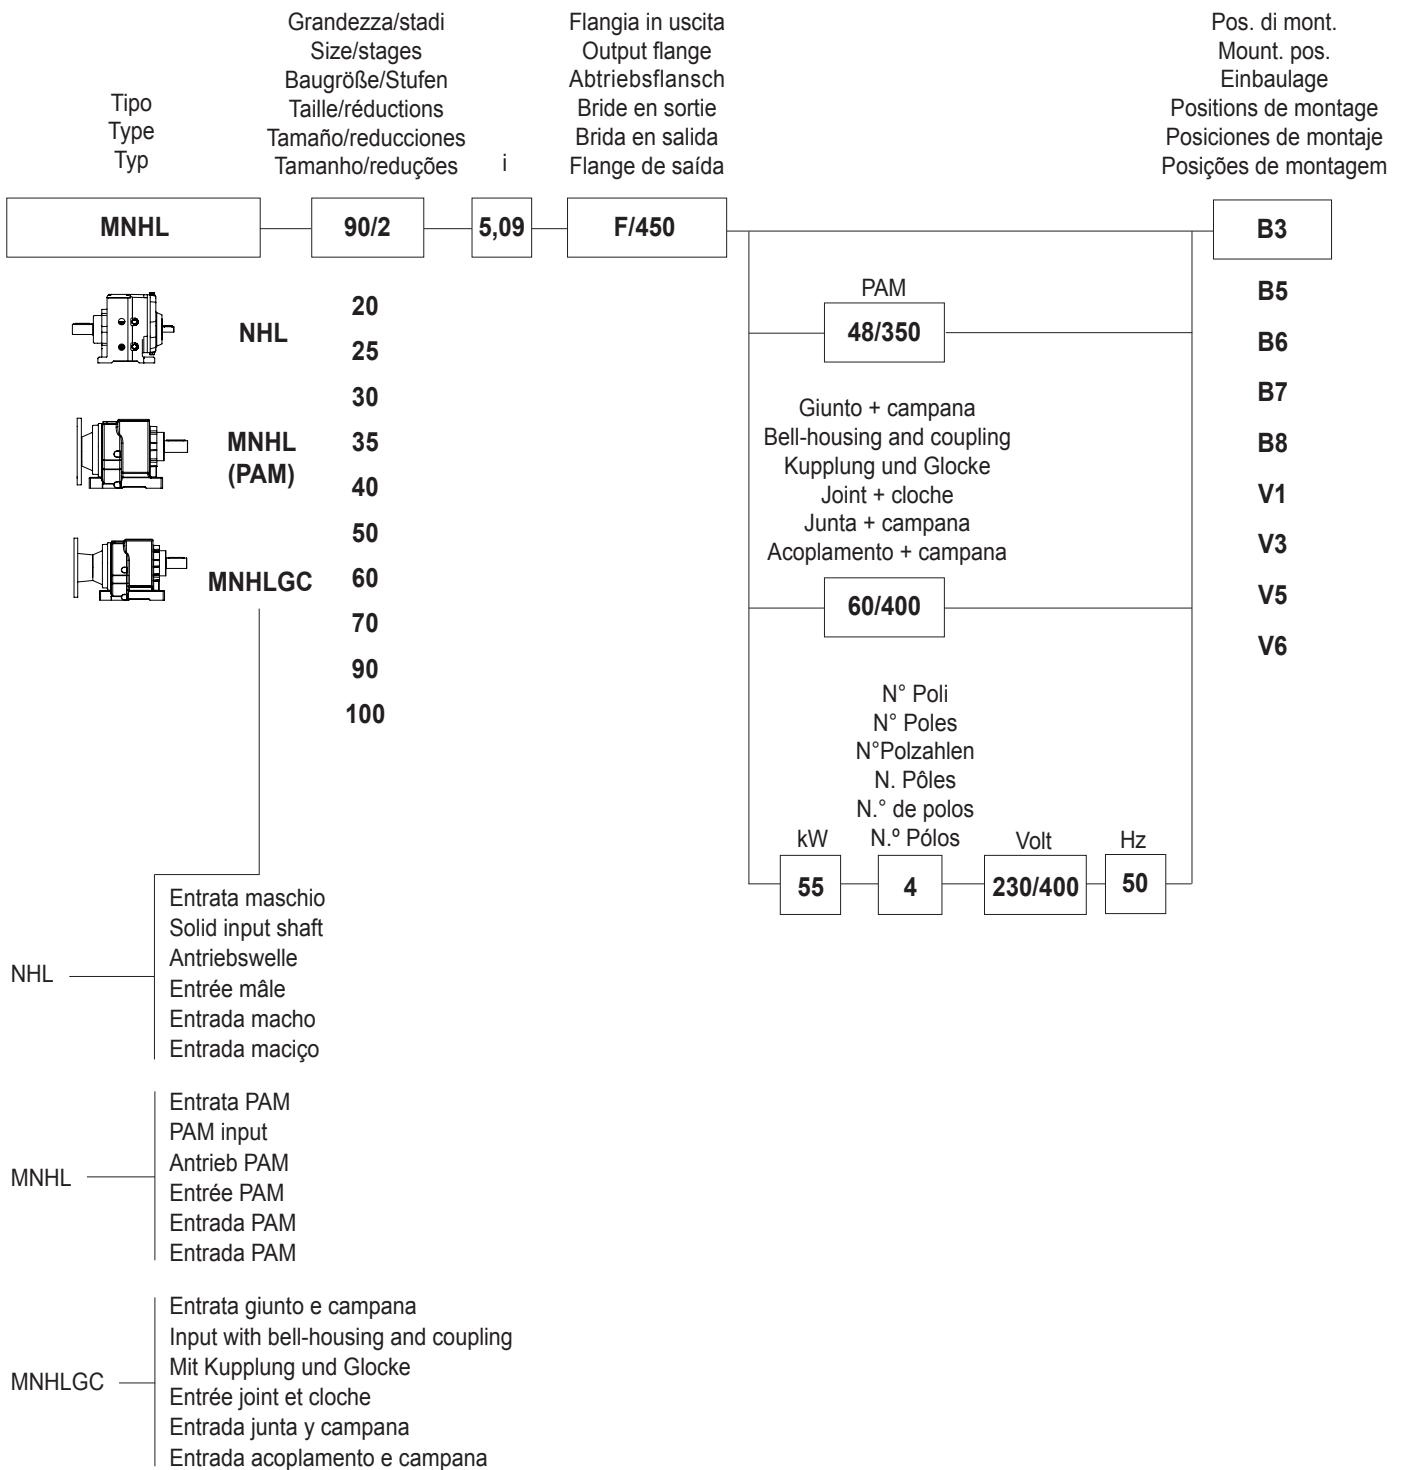 Tipo
Type
Typ
Grandezza/stadi
Size/stages
Baugröße/Stufen
Taille/réductions
Tamaño/reducciones
Tamanho/reduções
i
Flangia in uscita
Output flange
Abtriebsflansch
Bride en sortie
Brida en salida
Flange de saída
Pos. di mont.
Mount. pos.
Einbaulage
Positions de montage
Posiciones de montaje
Posições de montagem
MNHL
90/2
5,09
F/450
B3
NHL
MNHL
(PAM)
MNHLGC
20
25
30
35
40
50
60
70
90
100
PAM
48/350
Giunto + campana
Bell-housing and coupling
Kupplung und Glocke
Joint + cloche
Junta + campana
Acoplamento + campana
60/400
kW
55
N° Poli
N° Poles
N°Polzahlen
N. Pôles
N.° de polos
N.º Pólos
4
Volt
230/400
Hz
50
B5
B6
B7
B8
V1
V3
V5
V6
NHL
Entrata maschio
Solid input shaft
Antriebswelle
Entrée mâle
Entrada macho
Entrada maciço
MNHL
Entrata PAM
PAM input
Antrieb PAM
Entrée PAM
Entrada PAM
Entrada PAM
MNHLGC
Entrata giunto e campana
Input with bell-housing and coupling
Mit Kupplung und Glocke
Entrée joint et cloche
Entrada junta y campana
Entrada acoplamento e campana